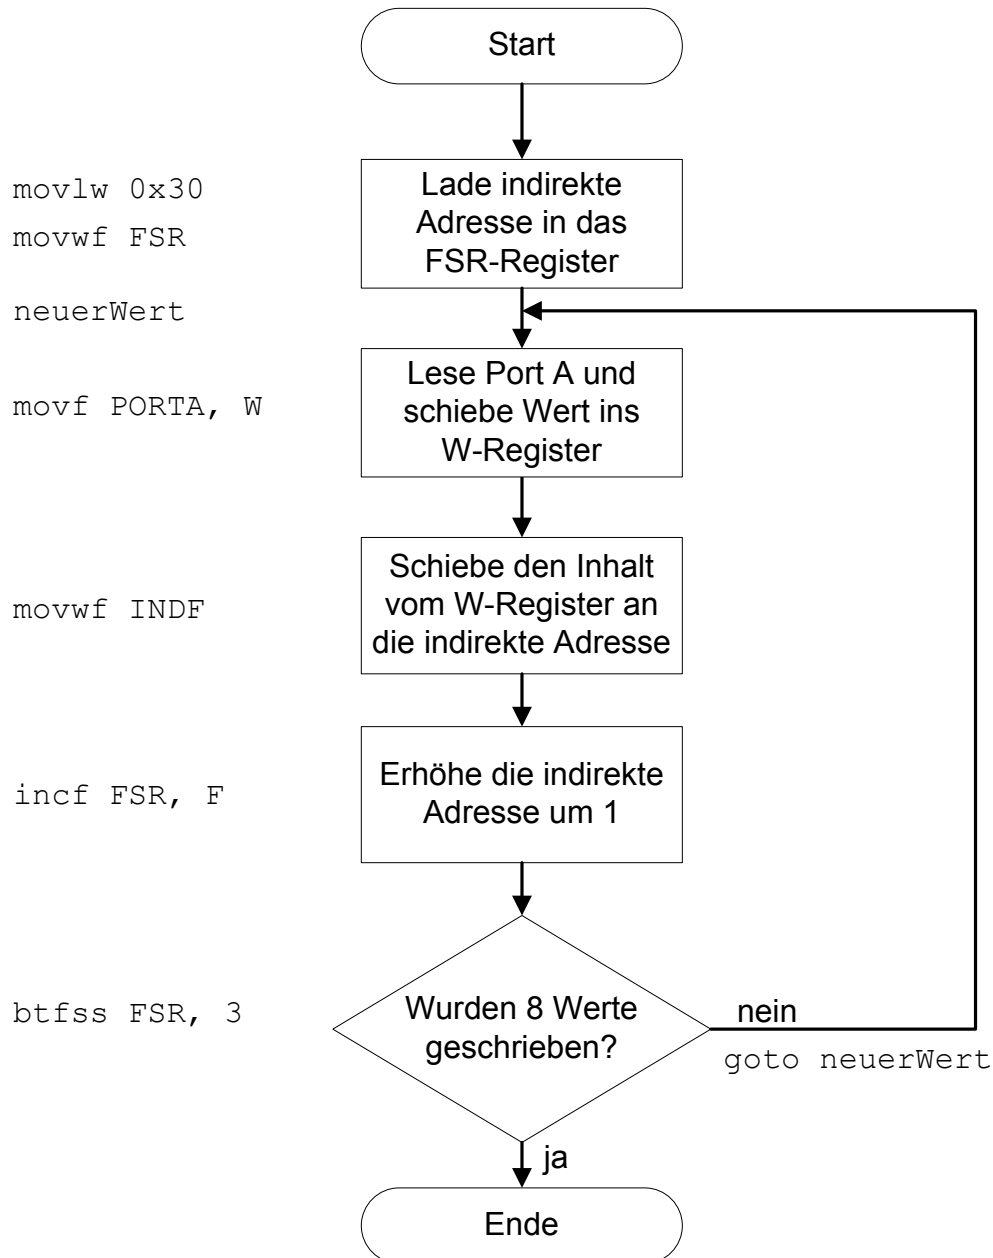 Start
movlw 0x30
movwf FSR
Lade indirekte
Adresse in das
FSR-Register
neuerWert
movf PORTA, W
Lese Port A und
schiebe Wert ins
W-Register
movwf INDF
Schiebe den Inhalt
vom W-Register an
die indirekte Adresse
incf FSR, F
Erhöhe die indirekte
Adresse um 1
btfss FSR, 3
Wurden 8 Werte
geschrieben?
nein
goto neuerWert
ja
Ende